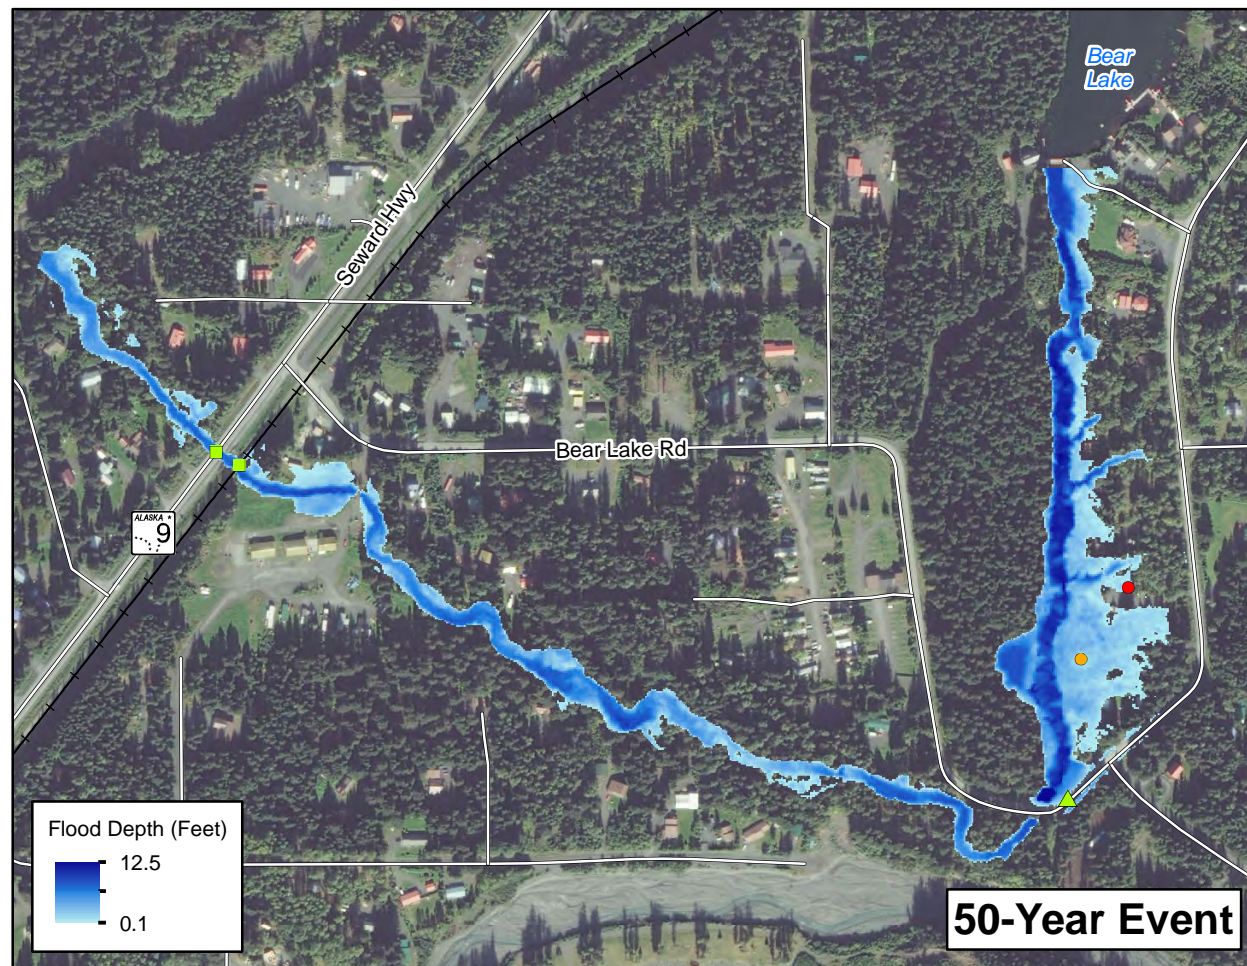 Bear
Lake
Seward Hwy
Bear Lake Rd
ALASKA
9
Flood Depth (Feet)
12.5
0.1
50-Year Event